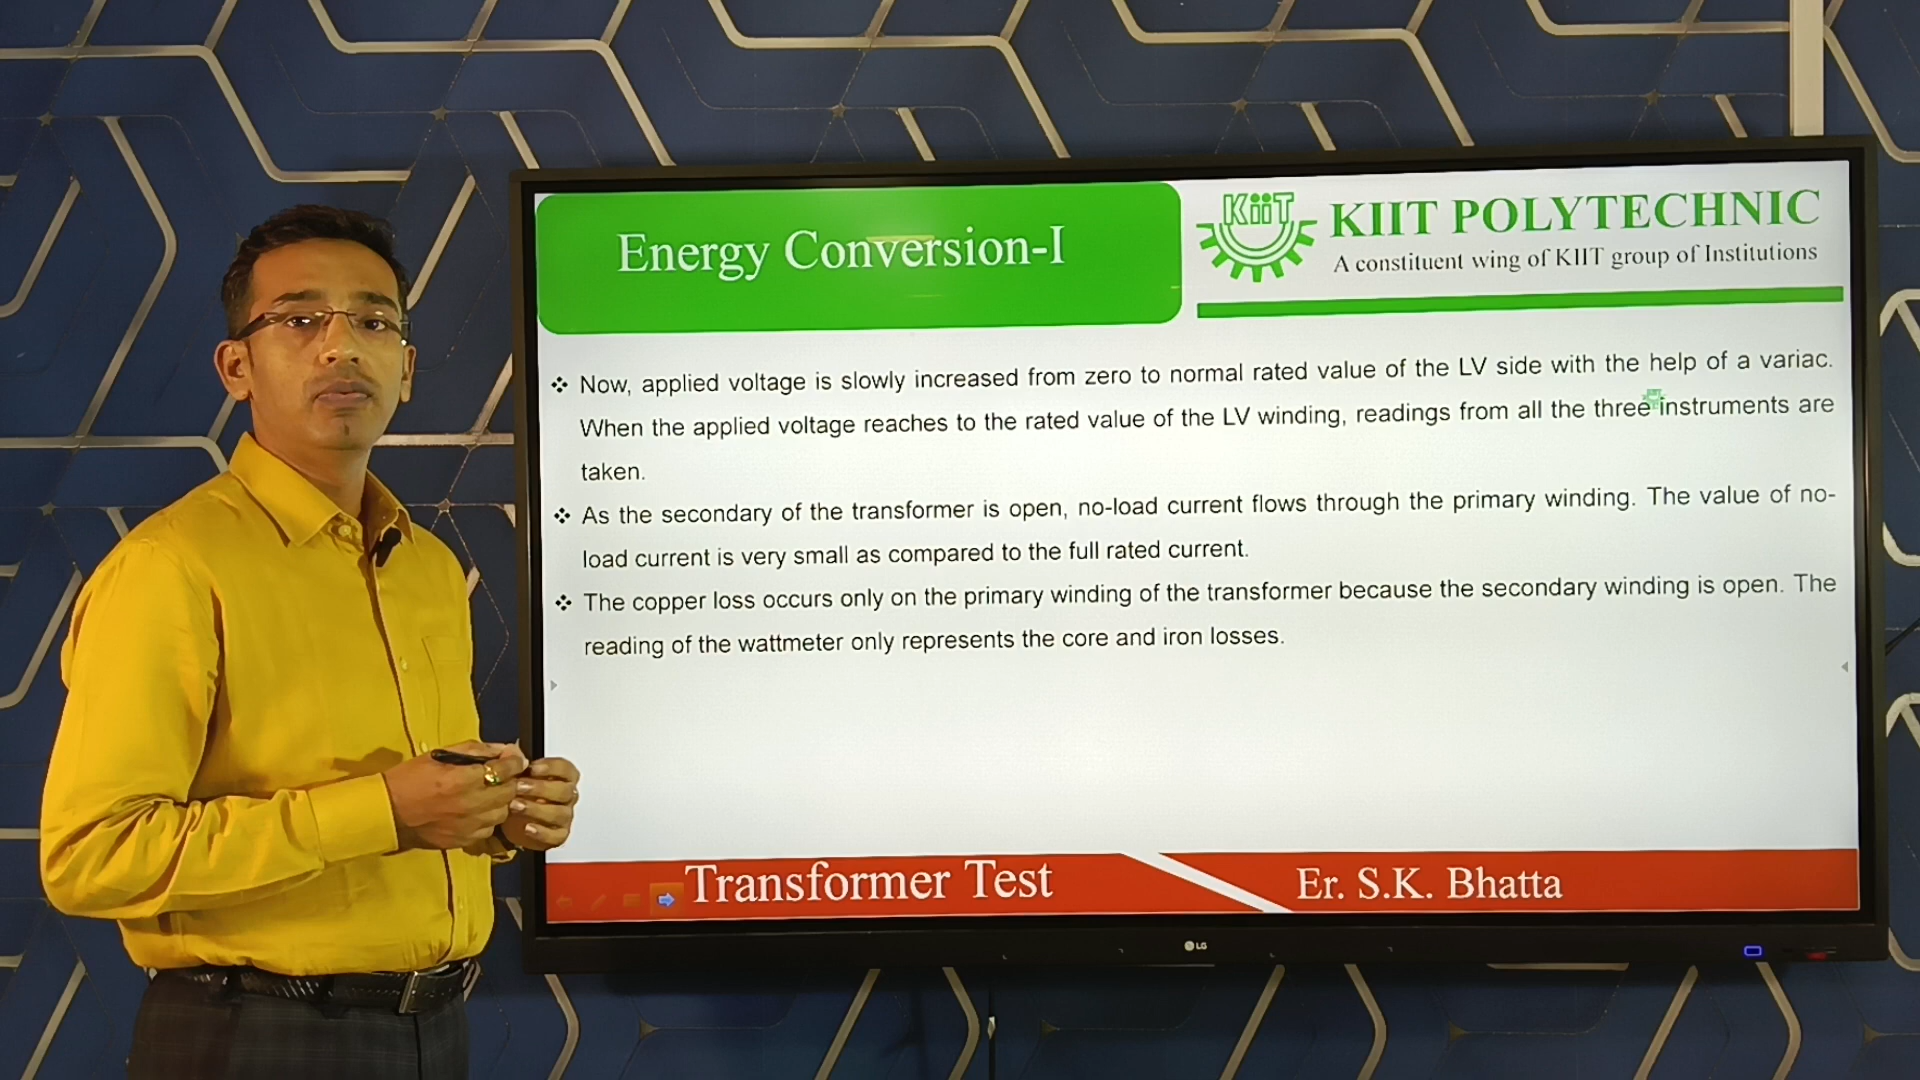 Energy Conversion-I
KiiT
KIIT POLYTECHNIC
A constituent wing of KIIT group of Institutions
Now, applied voltage is slowly increased from zero to normal rated value of the LV side with the help of a variac.
When the applied voltage reaches to the rated value of the LV winding, readings from all the three instruments are
taken.
As the secondary of the transformer is open, no-load current flows through the primary winding. The value of no-
load current is very small as compared to the full rated current.
The copper loss occurs only on the primary winding of the transformer because the secondary winding is open. The
reading of the wattmeter only represents the core and iron losses.
Transformer Test
Er. S.K. Bhatta
LG